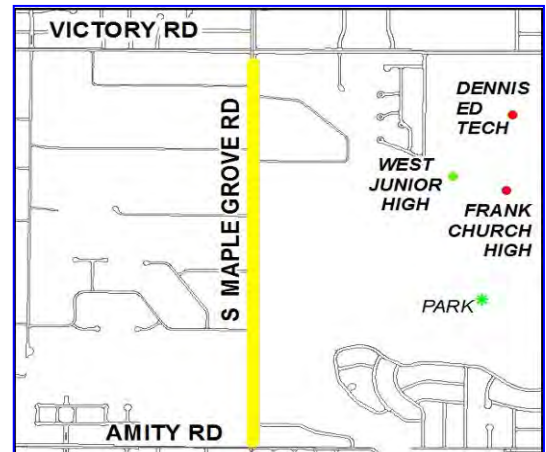 VICTORY RD
DENNIS
ED
TECH
S MAPLE GROVE RD
WEST
JUNIOR
HIGH
FRANK
CHURCH
HIGH
PARK
AMITY RD